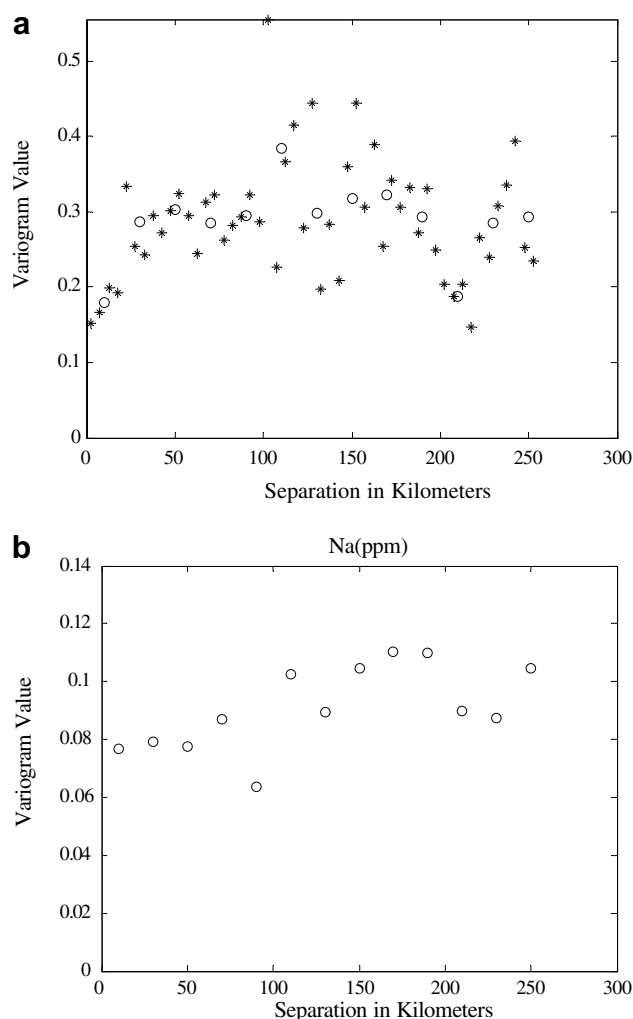 a
0.5
0.4
0.3
0.2
0.1
0
Variogram Value
0 50 100 150 200 250 300
Separation in Kilometers
b
Na(ppm)
0.14
0.12
0.1
0.08
0.06
0.04
0.02
0
Variogram Value
0 50 100 150 200 250 300
Separation in Kilometers